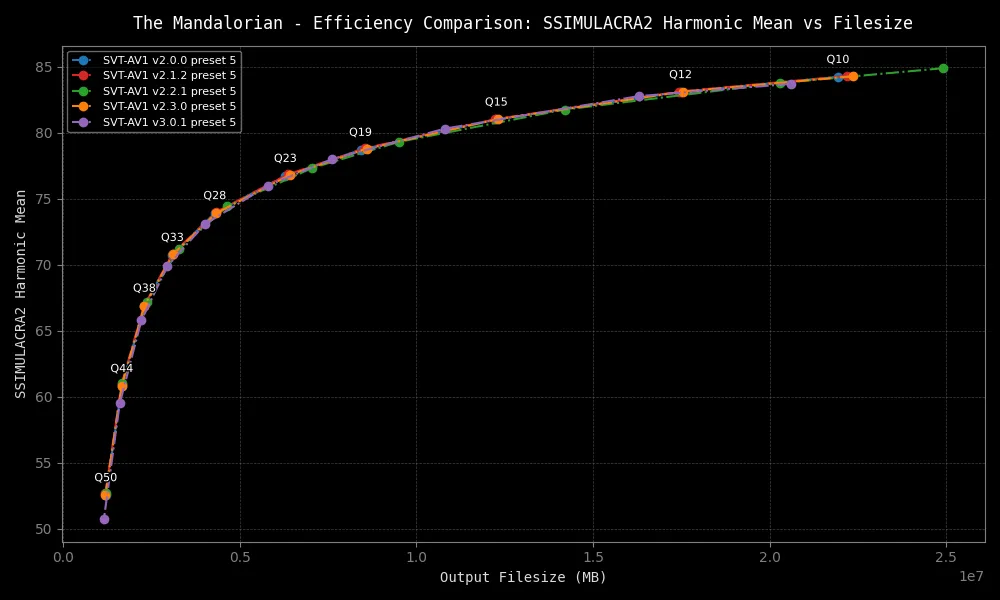 The Mandalorian - Efficiency Comparison: SSIMULACRA2 Harmonic Mean vs Filesize
SVT-AV1 v2.0.0 preset 5
SVT-AV1 v2.1.2 preset 5
SVT-AV1 v2.2.1 preset 5
SVT-AV1 v2.3.0 preset 5
SVT-AV1 v3.0.1 preset 5
Q10
Q12
Q15
Q19
Q23
Q28
Q33
Q38
Q44
Q50
SSIMULACRA2 Harmonic Mean
85
80
75
70
65
60
55
50
0.0
0.5
1.0
1.5
2.0
2.5
1e7
Output Filesize (MB)